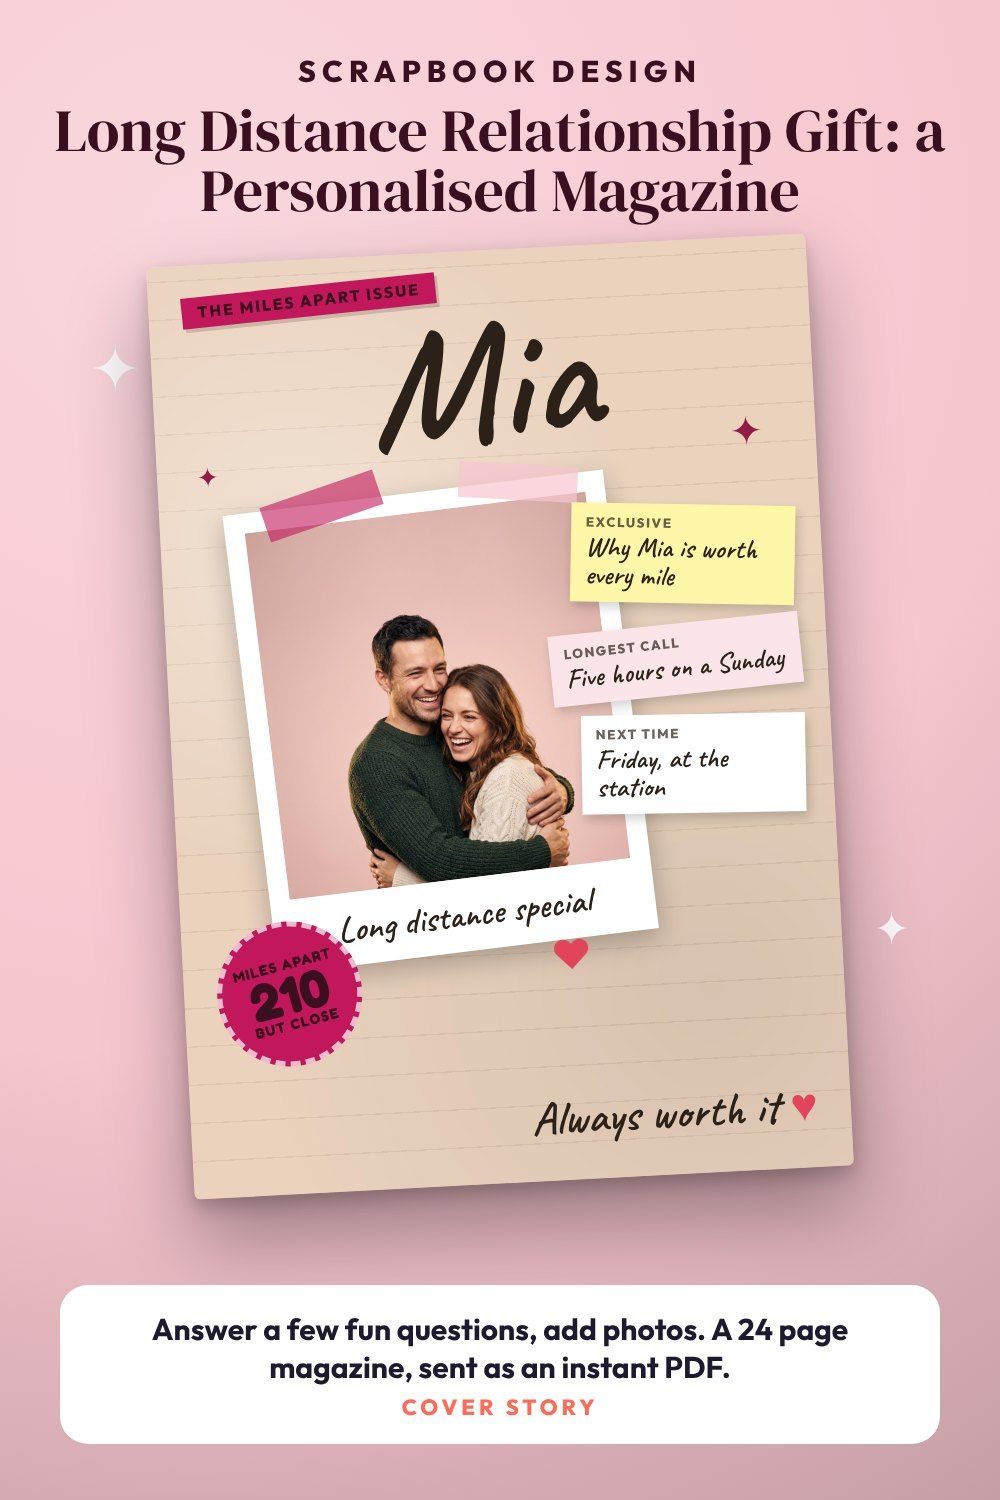 SCRAPBOOK DESIGN
Long Distance Relationship Gift: a
Personalised Magazine
THE MILES APART ISSUE
Mia
EXCLUSIVE
Why Mia is worth
every mile
LONGEST CALL
Five hours on a Sunday
NEXT TIME
Friday, at the
station
Long distance special
MILES APART
210
BUT CLOSE
Always worth it ♥
Answer a few fun questions, add photos. A 24 page
magazine, sent as an instant PDF.
COVER STORY